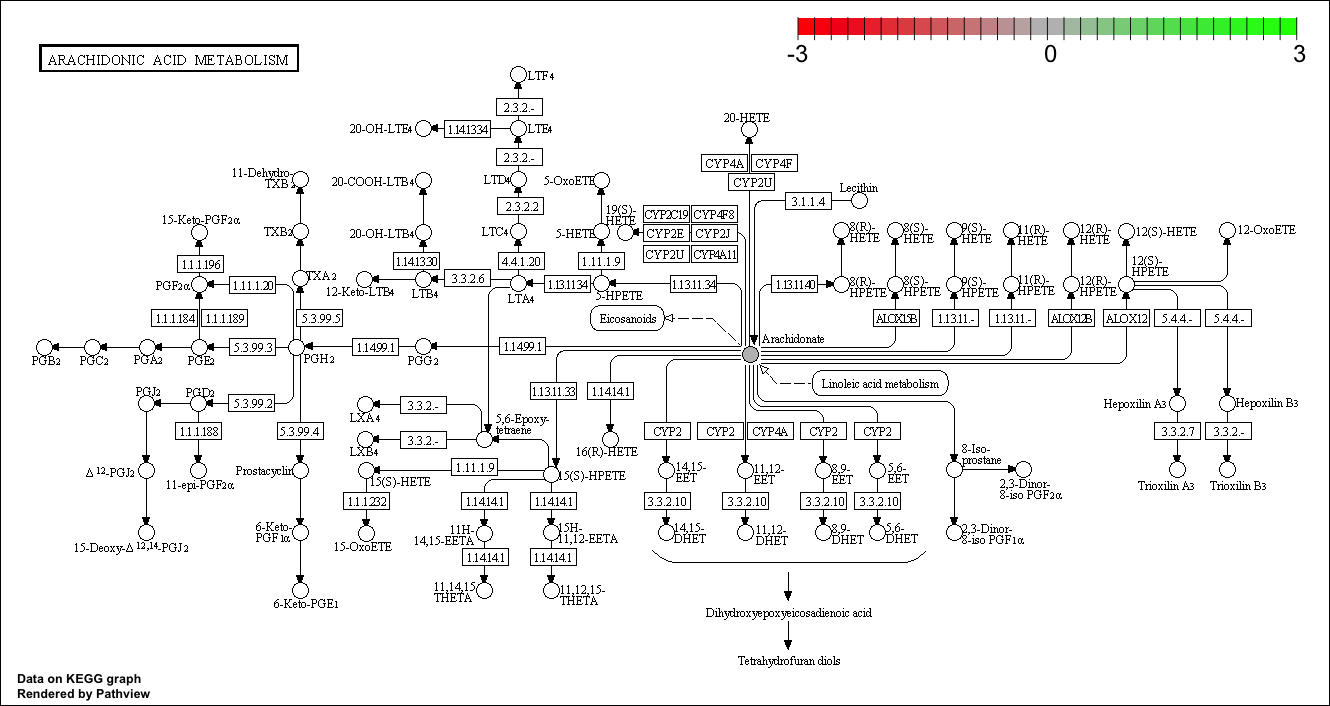 -3
0
3
ARACHIDONIC ACID METABOLISM
LTF4
2.3.2.-
20-OH-LTE4
1.14.13.34
LTE4
2.3.2.-
20-HETE
CYP4A
CYP4F
CYP2U
11-Dehydro-
TXB2
20-COOH-LTB4
LTD4
5-OxoETE
Lecithin
3.1.1.4
2.3.2.2
15-Keto-PGF2α
19(S)-
HETE
CYP2C19
CYP4F8
CYP2E
CYP2J
CYP2U
CYP4A11
TXB2
20-OH-LTB4
LTC4
5-HETE
8(R)-
HETE
8(S)-
HETE
9(S)-
HETE
11(R)-
HETE
12(R)-
HETE
12(S)-HETE
12-OxoETE
1.1.1.196
1.14.13.30
4.4.1.20
1.11.1.9
12(S)-
HPETE
PGF2α
1.11.1.20
TXA2
12-Keto-LTB4
LTB4
3.3.2.6
LTA4
1.13.11.34
5-HPETE
1.13.11.34
1.13.11.40
8(R)-
HPETE
8(S)-
HPETE
9(S)-
HPETE
11(R)-
HPETE
12(R)-
HPETE
1.1.1.184
1.1.1.189
5.3.99.5
Eicosanoids
ALOX15B
1.13.11.-
1.13.11.-
ALOX12B
ALOX12
5.4.4.-
5.4.4.-
Arachidonate
PGB2
PGC2
PGA2
PGE2
5.3.99.3
PGH2
1.14.99.1
PGG2
1.14.99.1
Linoleic acid metabolism
PGJ2
PGD2
5.3.99.2
1.13.11.33
1.14.14.1
LXA4
3.3.2.-
5,6-Epoxy-
tetraene
Hepoxilin A3
Hepoxilin B3
1.1.1.188
5.3.99.4
LXB4
3.3.2.-
16(R)-HETE
CYP2
CYP2
CYP4A
CYP2
CYP2
3.3.2.7
3.3.2.-
8-Iso-
prostane
Δ12-PGJ2
11-epi-PGF2α
Prostacyclin
15(S)-HETE
1.11.1.9
15(S)-HPETE
14,15-
EET
11,12-
EET
8,9-
EET
5,6-
EET
2,3-Dinor-
8-iso PGF2α
Trioxilin A3
Trioxilin B3
1.1.1.232
1.14.14.1
1.14.14.1
3.3.2.10
3.3.2.10
3.3.2.10
3.3.2.10
15-Deoxy-Δ12,14-PGJ2
6-Keto-
PGF1α
15-OxoETE
11H-
14,15-EETA
15H-
11,12-EETA
14,15-
DHET
11,12-
DHET
8,9-
DHET
5,6-
DHET
2,3-Dinor-
8-iso PGF1α
1.14.14.1
1.14.14.1
6-Keto-PGE1
11,14,15-
THETA
11,12,15-
THETA
Dihydroxyepoxyeicosadienoic acid
Tetrahydrofuran diols
Data on KEGG graph
Rendered by Pathview